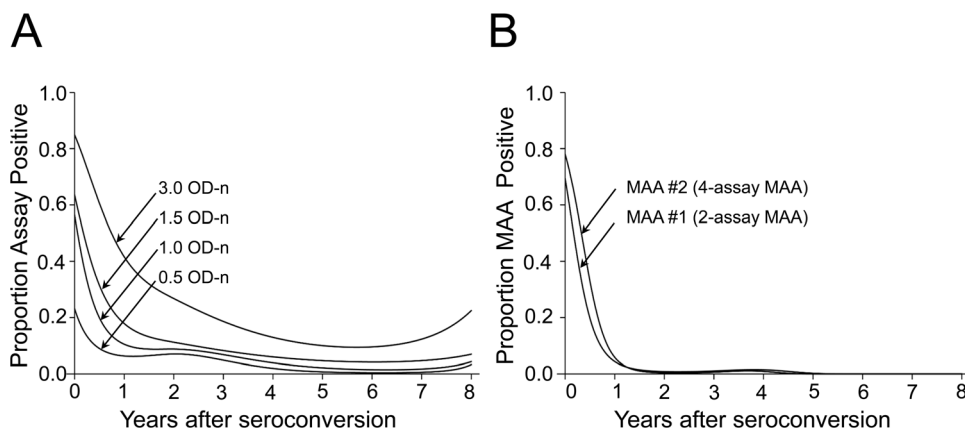 A
Proportion Assay Positive
1.0
0.8
0.6
0.4
0.2
0.0
3.0 OD-n
1.5 OD-n
1.0 OD-n
0.5 OD-n
0 1 2 3 4 5 6 7 8
Years after seroconversion
B
Proportion MAA Positive
1.0
0.8
0.6
0.4
0.2
0.0
MAA #2 (4-assay MAA)
MAA #1 (2-assay MAA)
0 1 2 3 4 5 6 7 8
Years after seroconversion